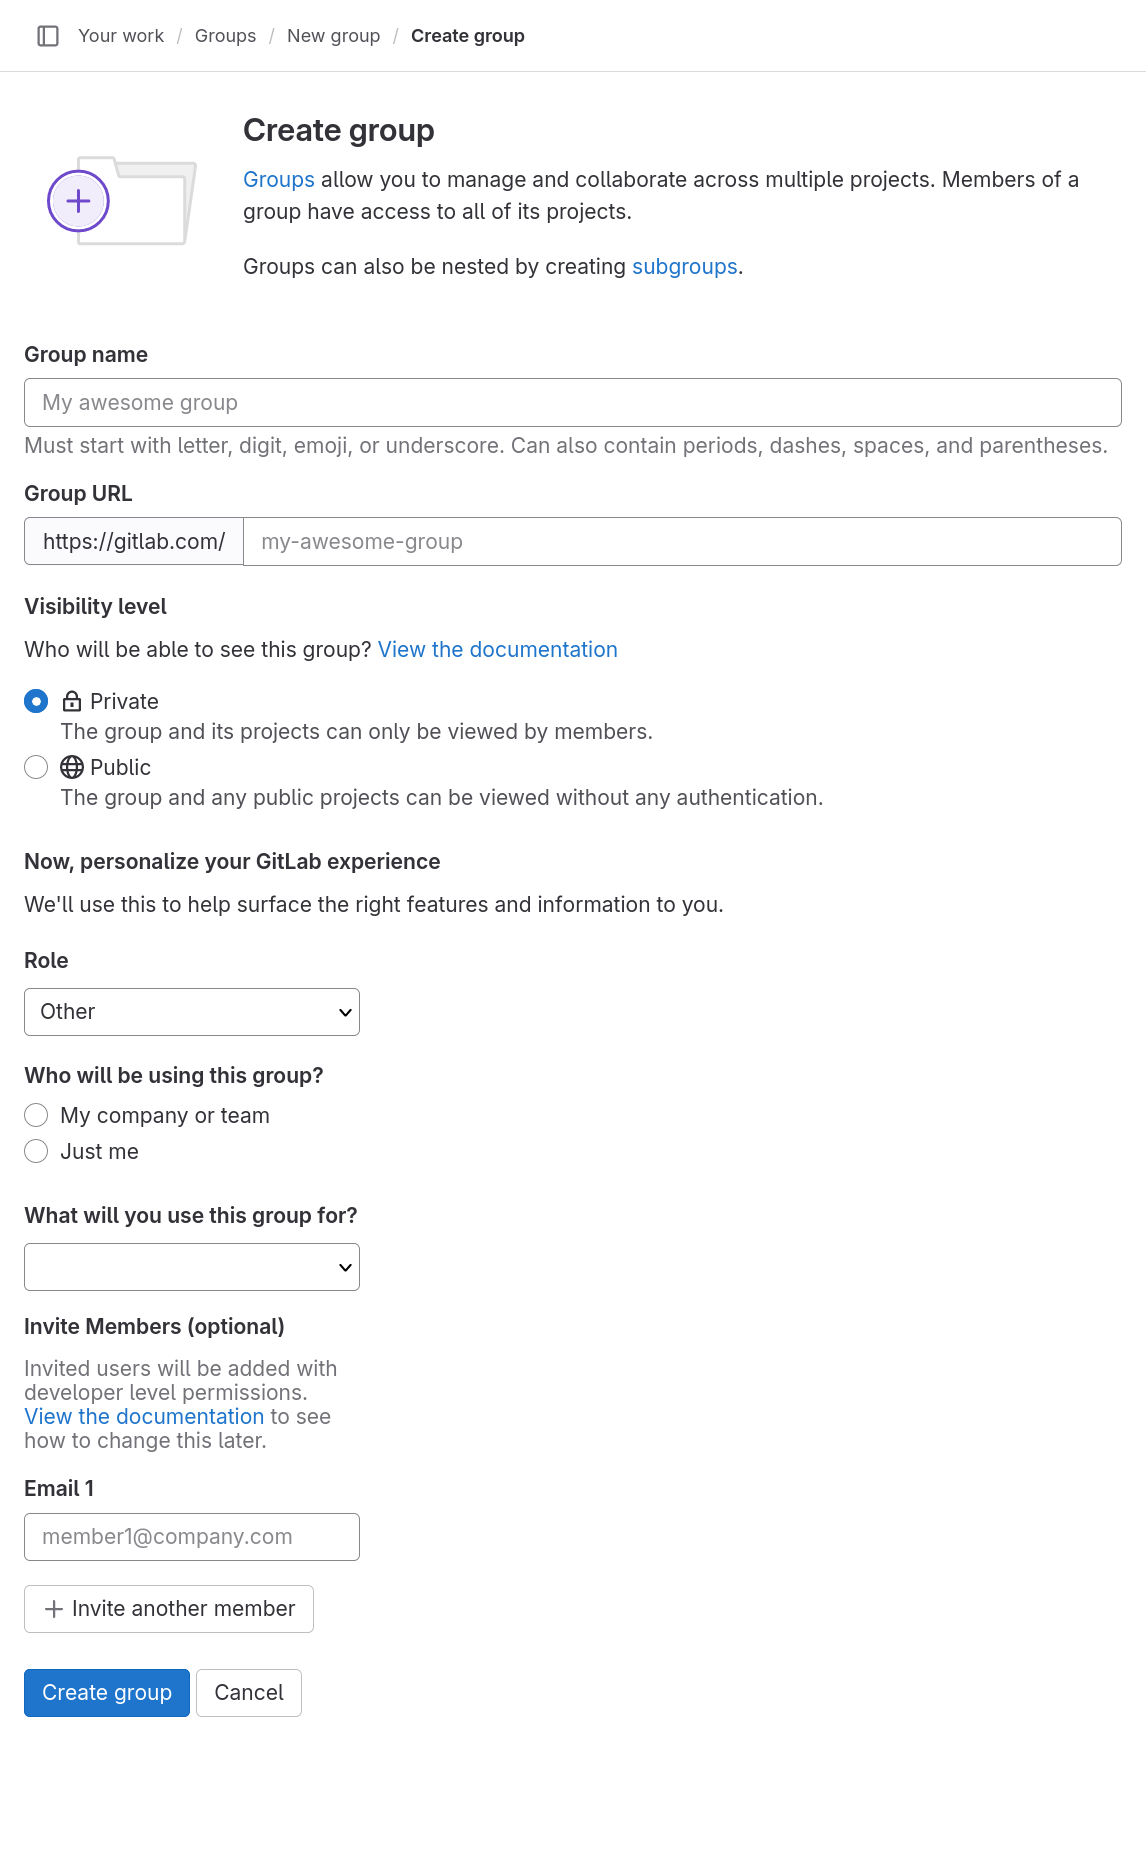 Your work / Groups / New group / Create group
Create group
Groups allow you to manage and collaborate across multiple projects. Members of a
group have access to all of its projects.
Groups can also be nested by creating subgroups.
Group name
My awesome group
Must start with letter, digit, emoji, or underscore. Can also contain periods, dashes, spaces, and parentheses.
Group URL
https://gitlab.com/ my-awesome-group
Visibility level
Who will be able to see this group? View the documentation
Private
The group and its projects can only be viewed by members.
Public
The group and any public projects can be viewed without any authentication.
Now, personalize your GitLab experience
We'll use this to help surface the right features and information to you.
Role
Other
Who will be using this group?
My company or team
Just me
What will you use this group for?
Invite Members (optional)
Invited users will be added with
developer level permissions.
View the documentation to see
how to change this later.
Email 1
member1@company.com
Invite another member
Create group Cancel